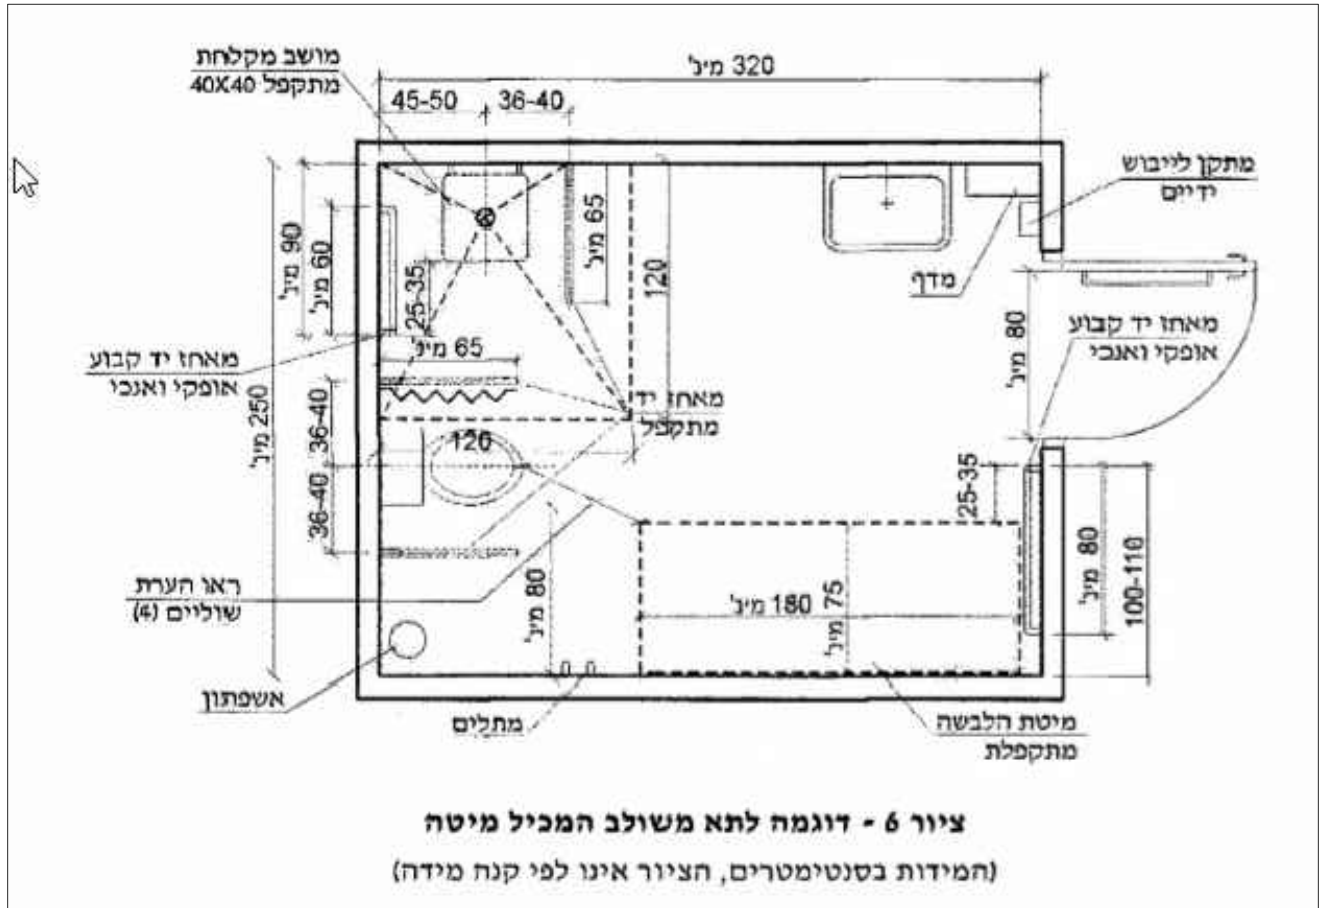 מושב מקלחת
מתקפל 40X40
320 מינ'
45-50
36-40
מתקן לייבוש
ידיים
מדף
90 מינ'
60 מינ'
25-35
65 מינ'
120
80 מינ'
מאחז יד קבוע
אופקי ואנכי
מאחז יד קבוע
אופקי ואנכי
65 מינ'
מאחז יד
מתקפל
250 מינ'
36-40
36-40
120
25-35
80 מינ'
100-110
ראו הערת
שוליים (4)
80 מינ'
180 מינ'
75 מינ'
אשפתון
מתלים
מיטת הלבשה
מתקפלת
ציור 6 - דוגמה לתא משולב המכיל מיטה
(המידות בסנטימטרים, הציור אינו לפי קנה מידה)